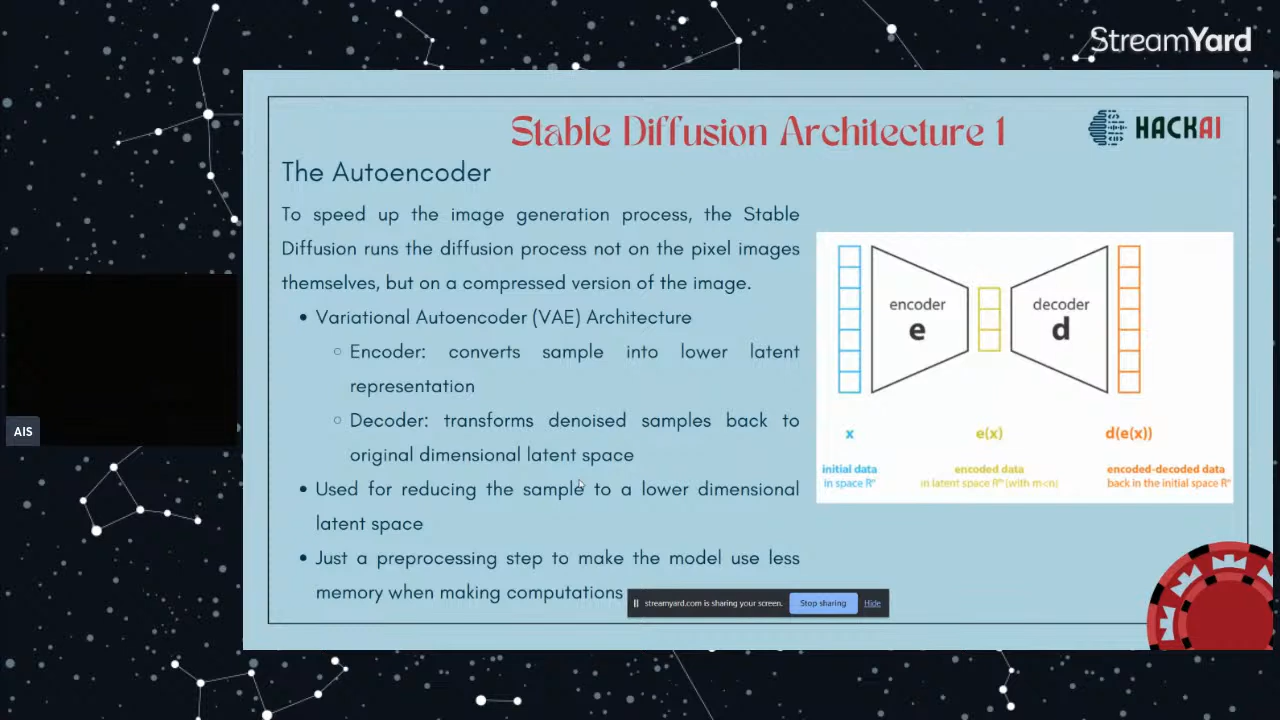 StreamYard
Stable Diffusion Architecture 1
HACKAI
The Autoencoder
To speed up the image generation process, the Stable
Diffusion runs the diffusion process not on the pixel images
themselves, but on a compressed version of the image.
• Variational Autoencoder (VAE) Architecture
○ Encoder: converts sample into lower latent
representation
○ Decoder: transforms denoised samples back to
original dimensional latent space
• Used for reducing the sample to a lower dimensional
latent space
• Just a preprocessing step to make the model use less
memory when making computations
encoder
e
decoder
d
x
e(x)
d(e(x))
initial data
in space Rⁿ
encoded data
in latent space Rᵐ (with m<n)
encoded-decoded data
back in the initial space Rⁿ
AIS
streamyard.com is sharing your screen.
Stop sharing
Hide